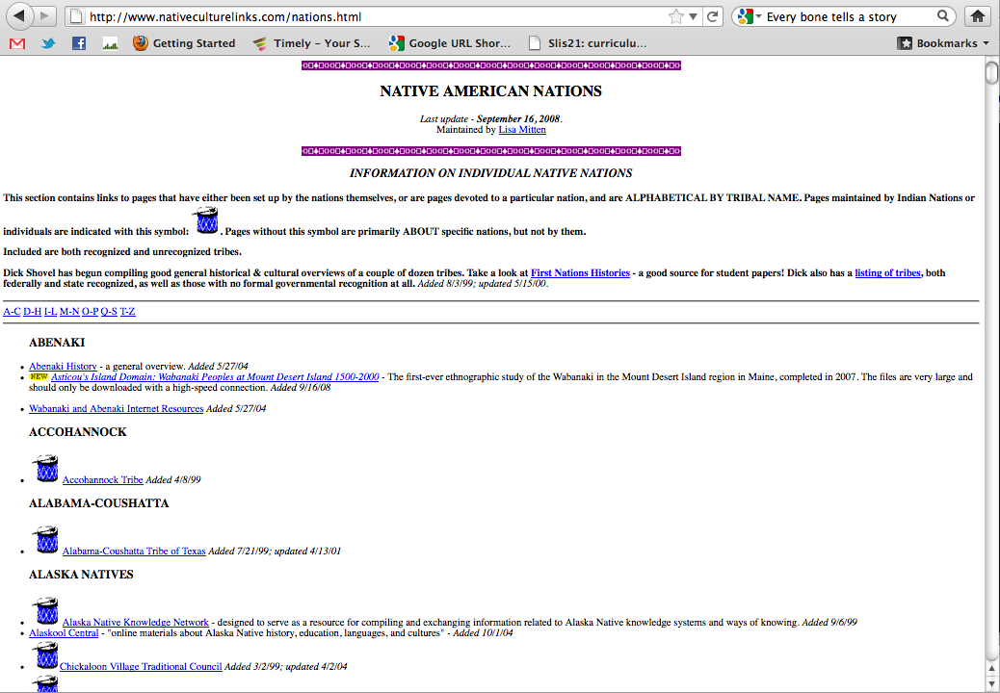 http://www.nativeculturelinks.com/nations.html
Every bone tells a story
Getting Started
Timely - Your S...
Google URL Shor...
Slis21: curriculu...
Bookmarks
NATIVE AMERICAN NATIONS
Last update - September 16, 2008.
Maintained by Lisa Mitten
INFORMATION ON INDIVIDUAL NATIVE NATIONS
This section contains links to pages that have either been set up by the nations themselves, or are pages devoted to a particular nation, and are ALPHABETICAL BY TRIBAL NAME. Pages maintained by Indian Nations or
individuals are indicated with this symbol: . Pages without this symbol are primarily ABOUT specific nations, but not by them.
Included are both recognized and unrecognized tribes.
Dick Shovel has begun compiling good general historical & cultural overviews of a couple of dozen tribes. Take a look at First Nations Histories - a good source for student papers! Dick also has a listing of tribes, both
federally and state recognized, as well as those with no formal governmental recognition at all. Added 8/3/99; updated 5/15/00.
A-C D-H I-L M-N O-P Q-S T-Z
ABENAKI
Abenaki History - a general overview. Added 5/27/04
NEW Asticou's Island Domain: Wabanaki Peoples at Mount Desert Island 1500-2000 - The first-ever ethnographic study of the Wabanaki in the Mount Desert Island region in Maine, completed in 2007. The files are very large and
should only be downloaded with a high-speed connection. Added 9/16/08
Wabanaki and Abenaki Internet Resources Added 5/27/04
ACCOHANNOCK
Accohannock Tribe Added 4/8/99
ALABAMA-COUSHATTA
Alabama-Coushatta Tribe of Texas Added 7/21/99; updated 4/13/01
ALASKA NATIVES
Alaska Native Knowledge Network - designed to serve as a resource for compiling and exchanging information related to Alaska Native knowledge systems and ways of knowing. Added 9/6/99
Alaskool Central - "online materials about Alaska Native history, education, languages, and cultures" - Added 10/1/04
Chickaloon Village Traditional Council Added 3/2/99; updated 4/2/04